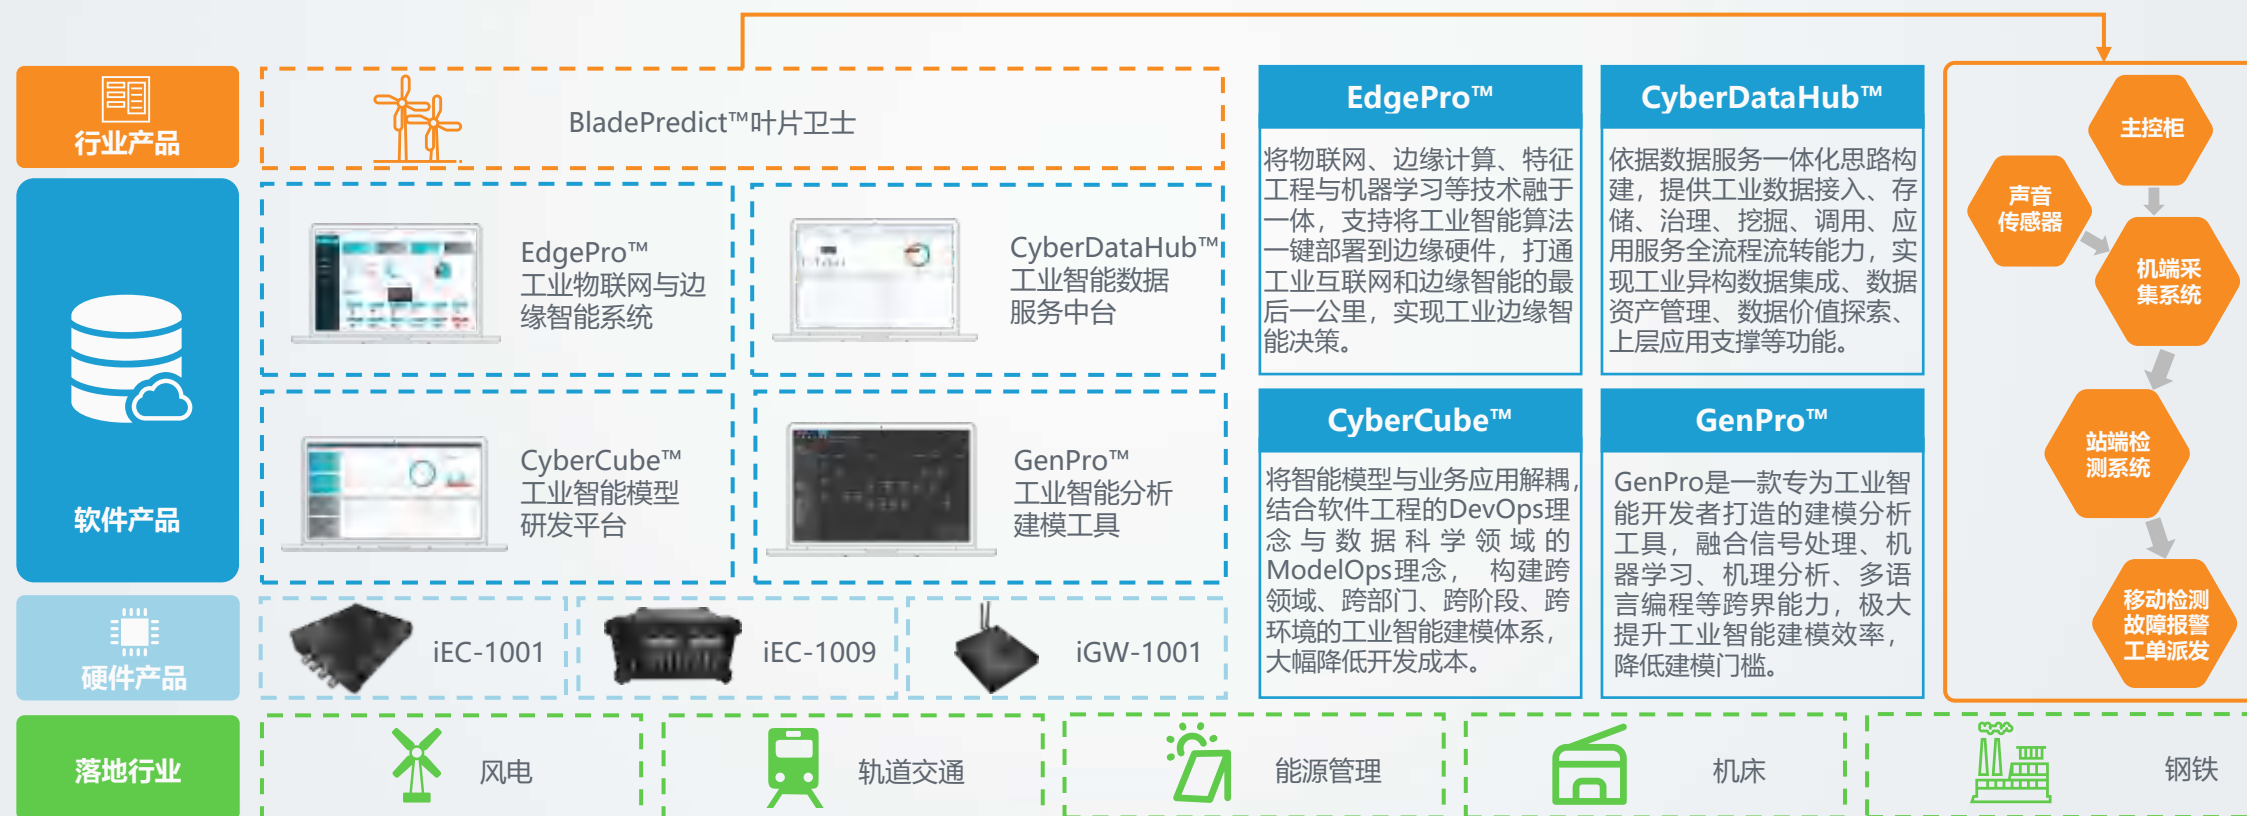 行业产品
BladePredict™叶片卫士
软件产品
EdgePro™
工业物联网与边
缘智能系统
CyberDataHub™
工业智能数据
服务中台
CyberCube™
工业智能模型
研发平台
GenPro™
工业智能分析
建模工具
硬件产品
iEC-1001
iEC-1009
iGW-1001
EdgePro™
将物联网、边缘计算、特征
工程与机器学习等技术融于
一体，支持将工业智能算法
一键部署到边缘硬件，打通
工业互联网和边缘智能的最
后一公里，实现工业边缘智
能决策。
CyberDataHub™
依据数据服务一体化思路构
建，提供工业数据接入、存
储、治理、挖掘、调用、应
用服务全流程流转能力，实
现工业异构数据集成、数据
资产管理、数据价值探索、
上层应用支撑等功能。
CyberCube™
将智能模型与业务应用解耦，
结合软件工程的DevOps理
念与数据科学领域的
ModelOps理念， 构建跨
领域、跨部门、跨阶段、跨
环境的工业智能建模体系，
大幅降低开发成本。
GenPro™
GenPro是一款专为工业智
能开发者打造的建模分析
工具，融合信号处理、机
器学习、机理分析、多语
言编程等跨界能力，极大
提升工业智能建模效率，
降低建模门槛。
主控柜
声音
传感器
机端采
集系统
站端检
测系统
移动检测
故障报警
工单派发
落地行业
风电
轨道交通
能源管理
机床
钢铁